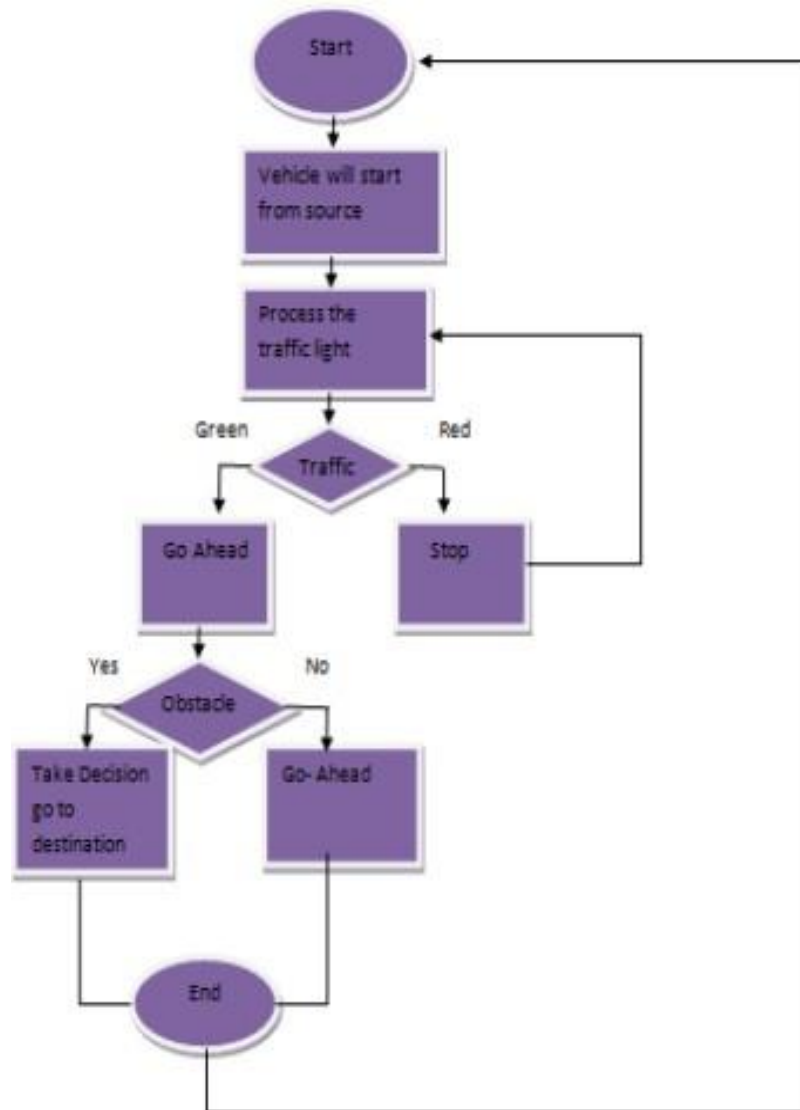 Start
Vehicle will start
from source
Process the
traffic light
Green
Red
Traffic
Go Ahead
Stop
Yes
No
Obstacle
Take Decision
go to
destination
Go- Ahead
End